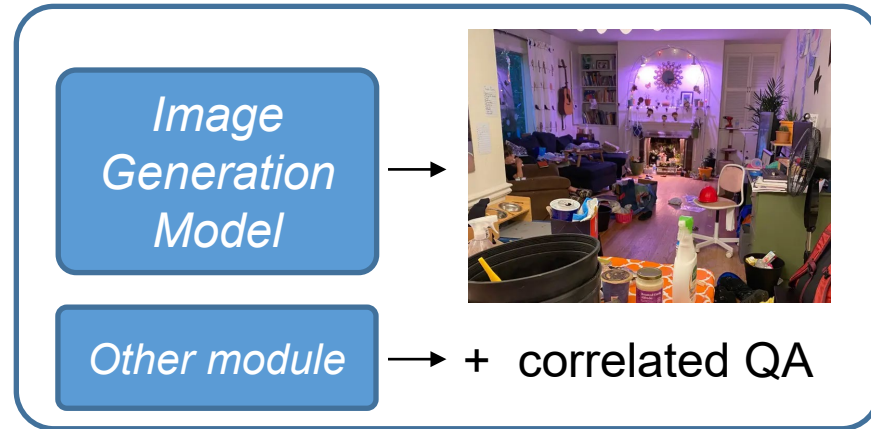 Image
Generation
Model
Other module
+ correlated QA